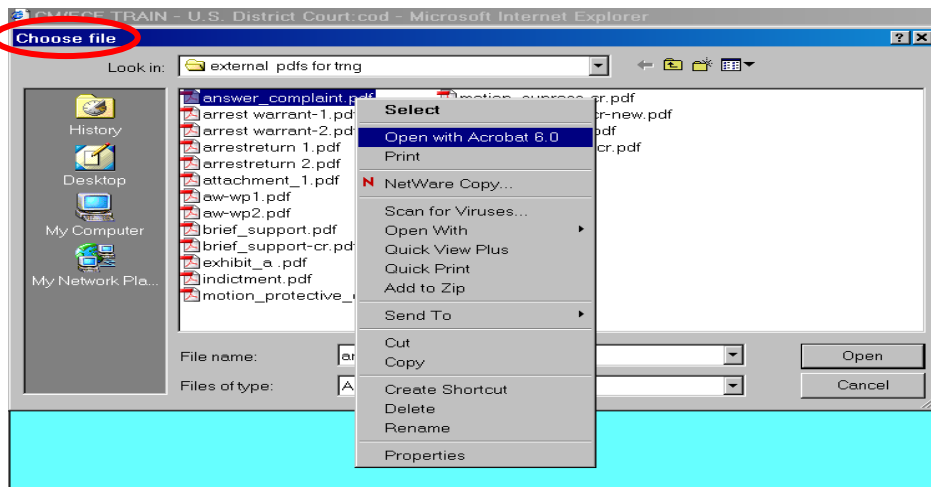 CM/ECF TRAIN - U.S. District Court:cod - Microsoft Internet Explorer
Choose file
Look in: external pdfs for trng
History
Desktop
My Computer
My Network Pla...
answer_complaint.pdf
arrest warrant-1.pd
arrest warrant-2.pd
arrestreturn 1.pdf
arrestreturn 2.pdf
attachment_1.pdf
aw-wp1.pdf
aw-wp2.pdf
brief_support.pdf
brief_support-cr.pd
exhibit_a .pdf
indictment.pdf
motion_protective_
motion_supress_cr.pdf
cr-new.pdf
pdf
cr.pdf
Select
Open with Acrobat 6.0
Print
N NetWare Copy...
Scan for Viruses...
Open With
Quick View Plus
Quick Print
Add to Zip
Send To
Cut
Copy
Create Shortcut
Delete
Rename
Properties
File name: an
Files of type: A
Open
Cancel